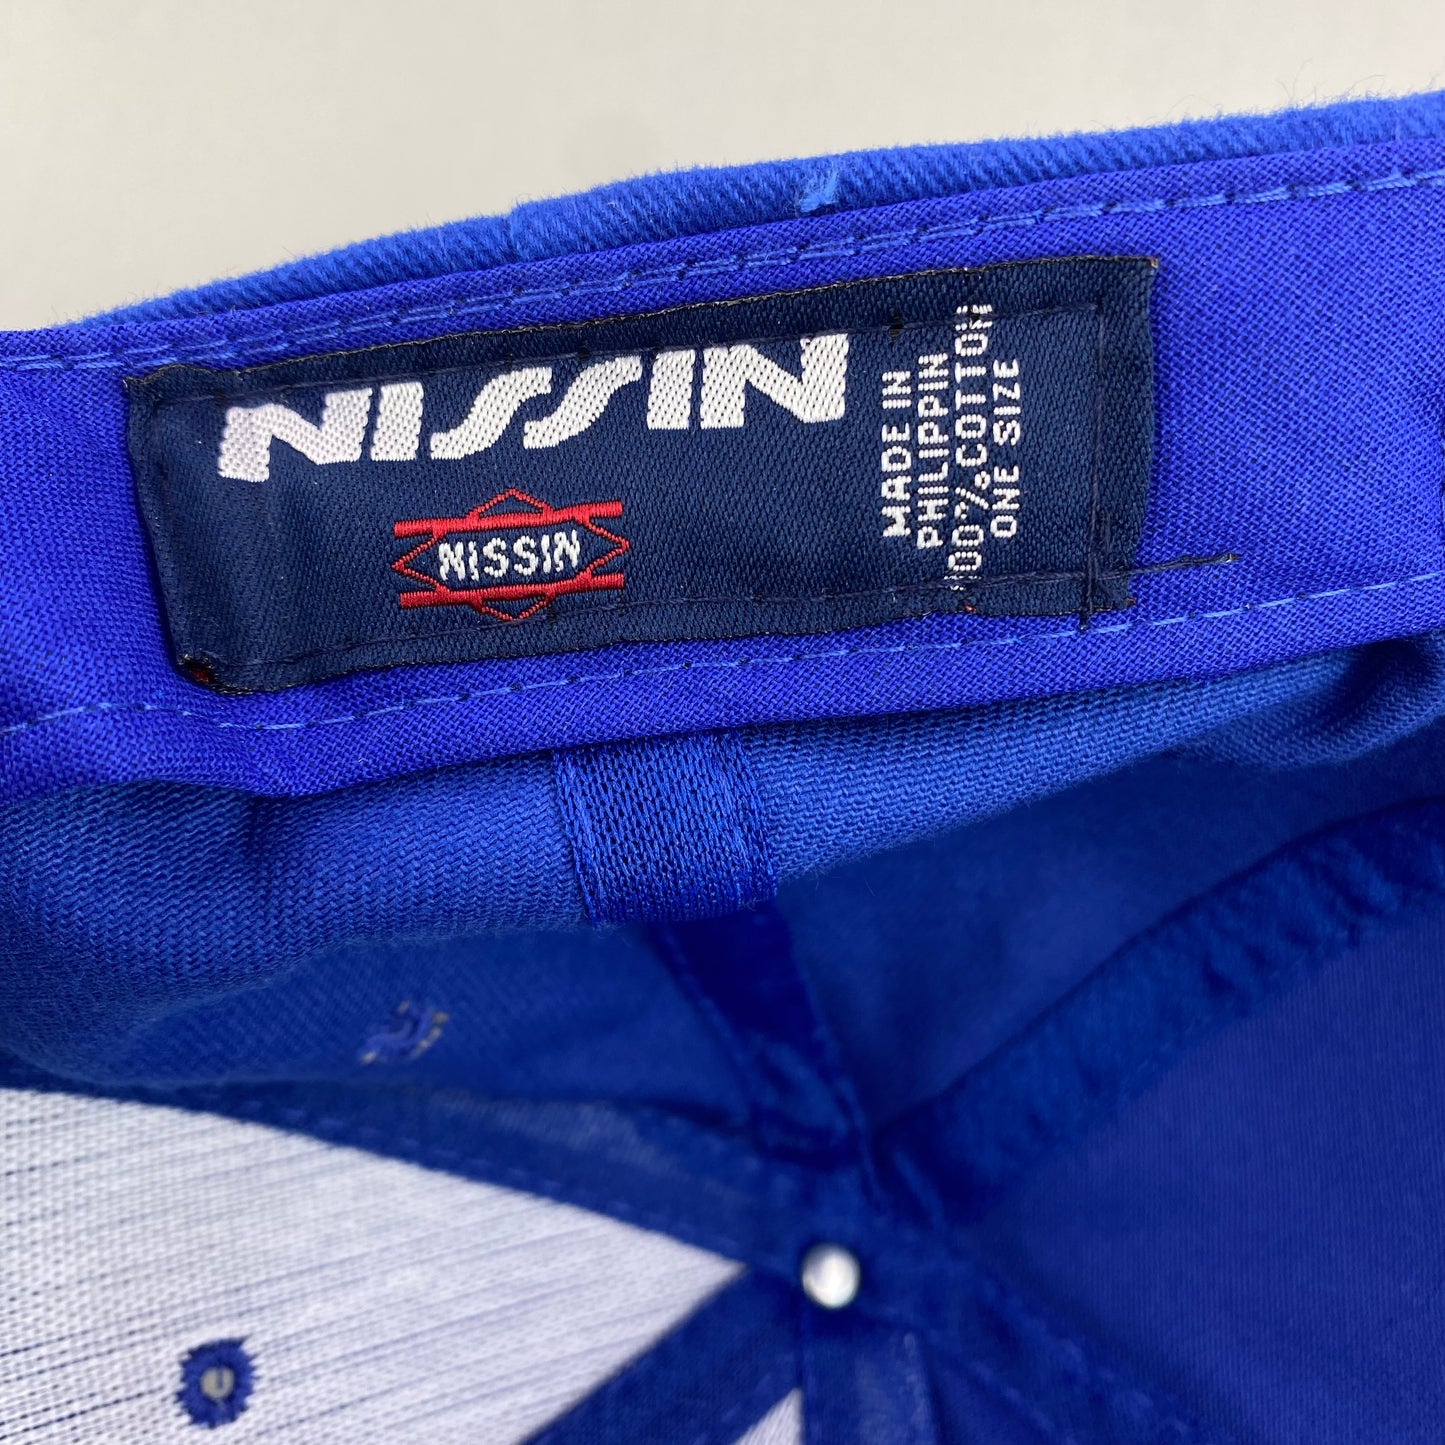 NISSIN
NISSIN
MADE IN
PHILIPPIN
100%COTTON
ONE SIZE